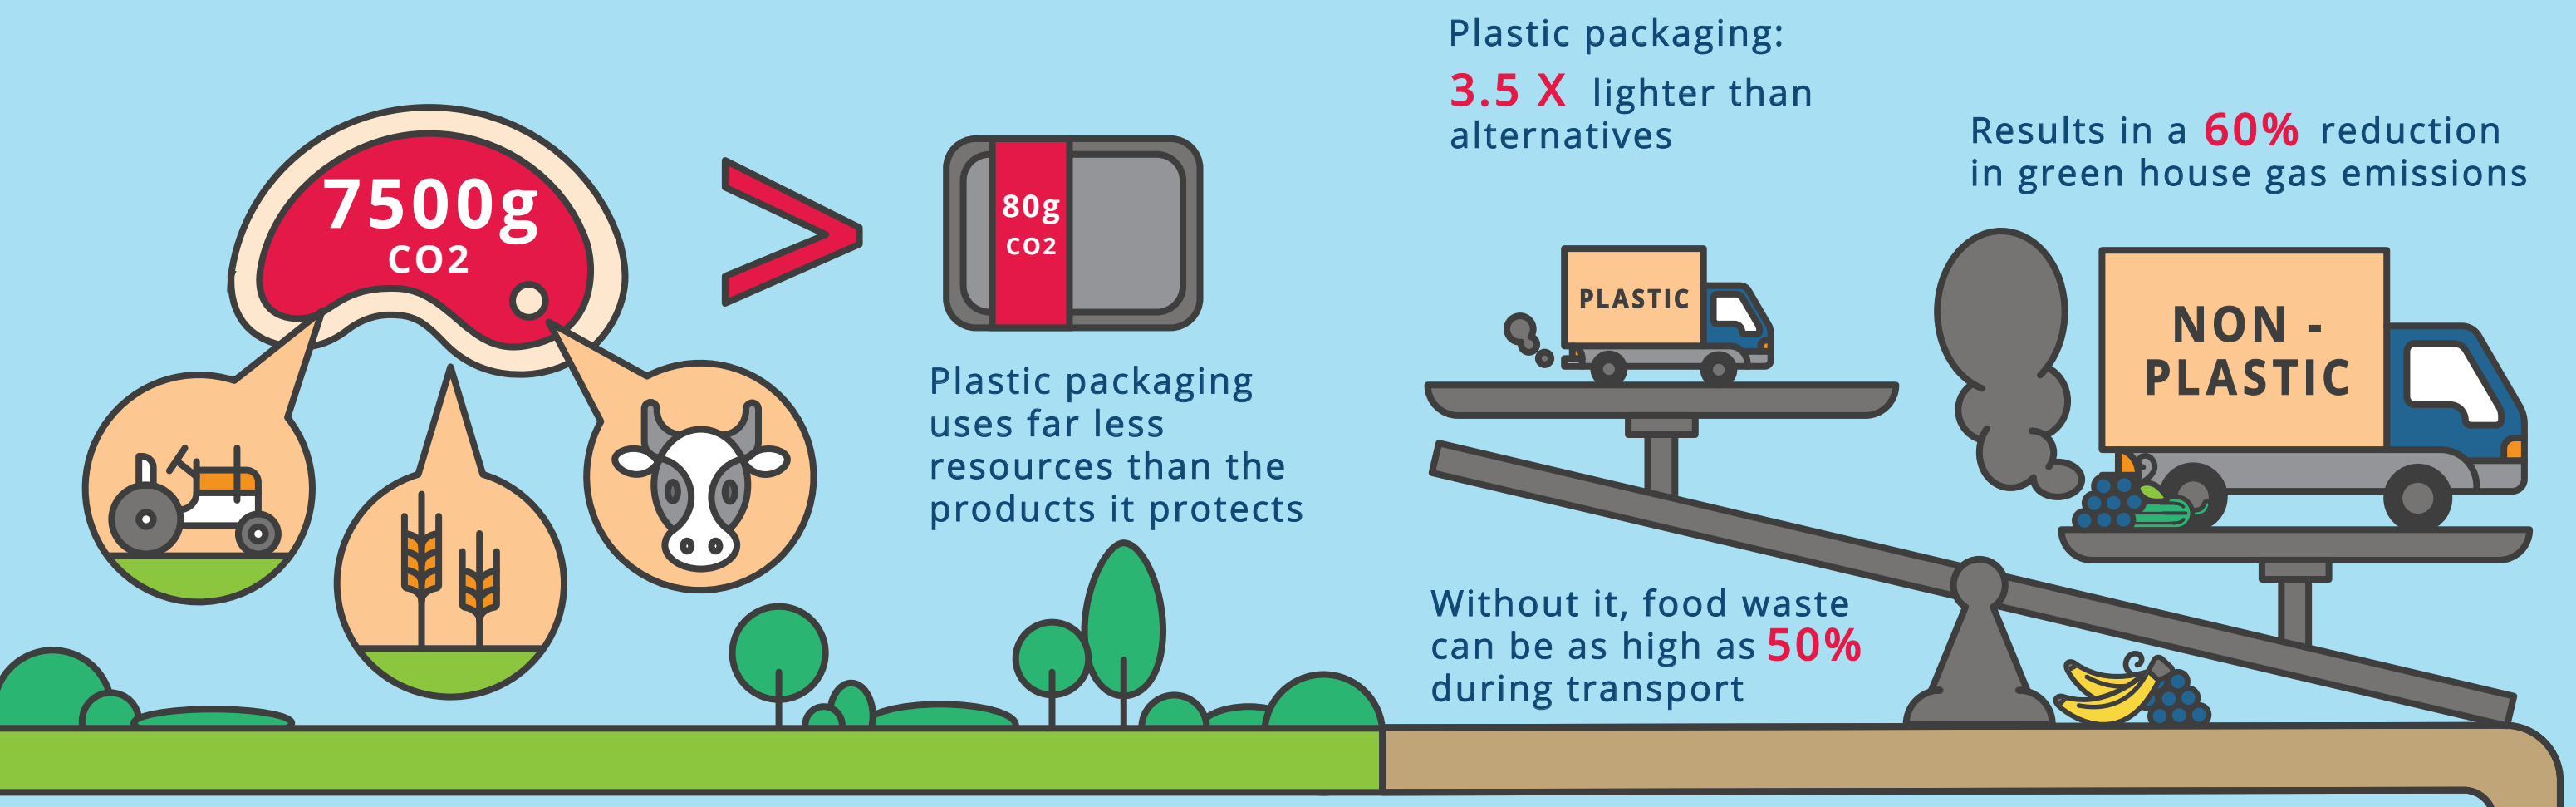 7500g
CO2
>
80g
CO2
Plastic packaging
uses far less
resources than the
products it protects
Plastic packaging:
3.5 X lighter than
alternatives
Results in a 60% reduction
in green house gas emissions
PLASTIC
NON -
PLASTIC
Without it, food waste
can be as high as 50%
during transport